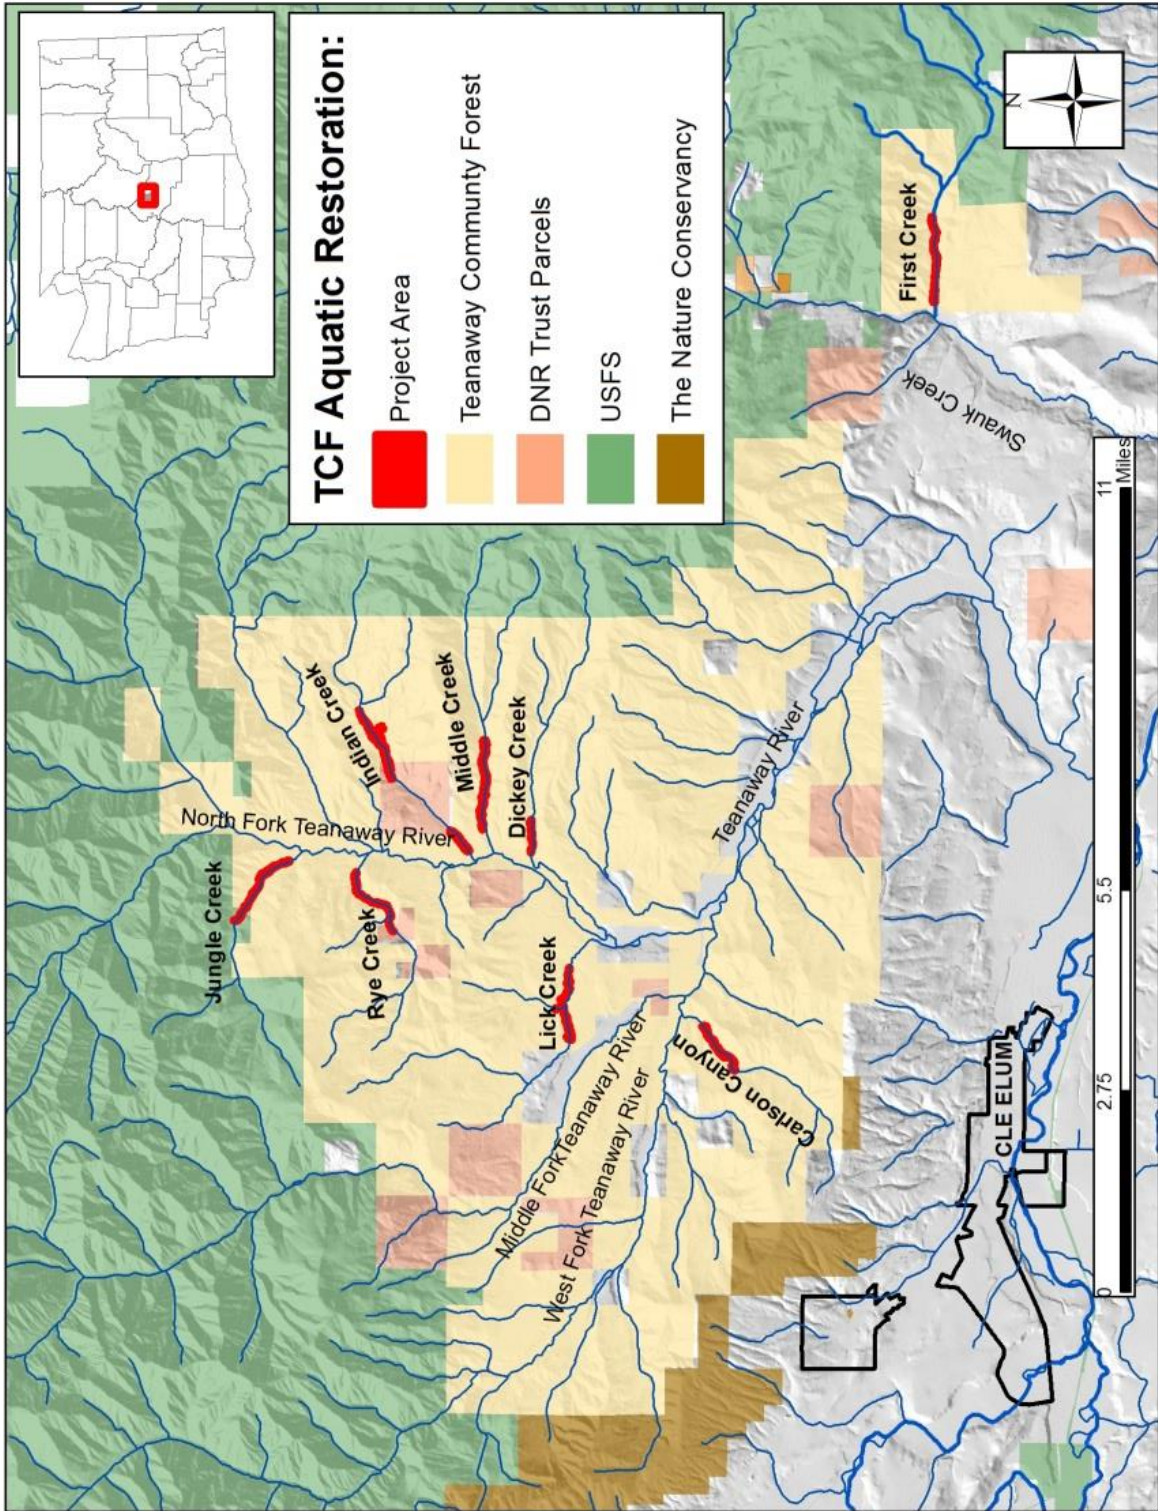 TCF Aquatic Restoration:
Project Area
Teanaway Community Forest
DNR Trust Parcels
USFS
The Nature Conservancy
N
Jungle Creek
North Fork Teanaway River
Indian Creek
Rye Creek
Middle Creek
Dickey Creek
Lick Creek
Middle Fork Teanaway River
West Fork Teanaway River
Carlson Canyon
Teanaway River
First Creek
Swauk Creek
CLE ELUM
0 2.75 5.5 11
Miles